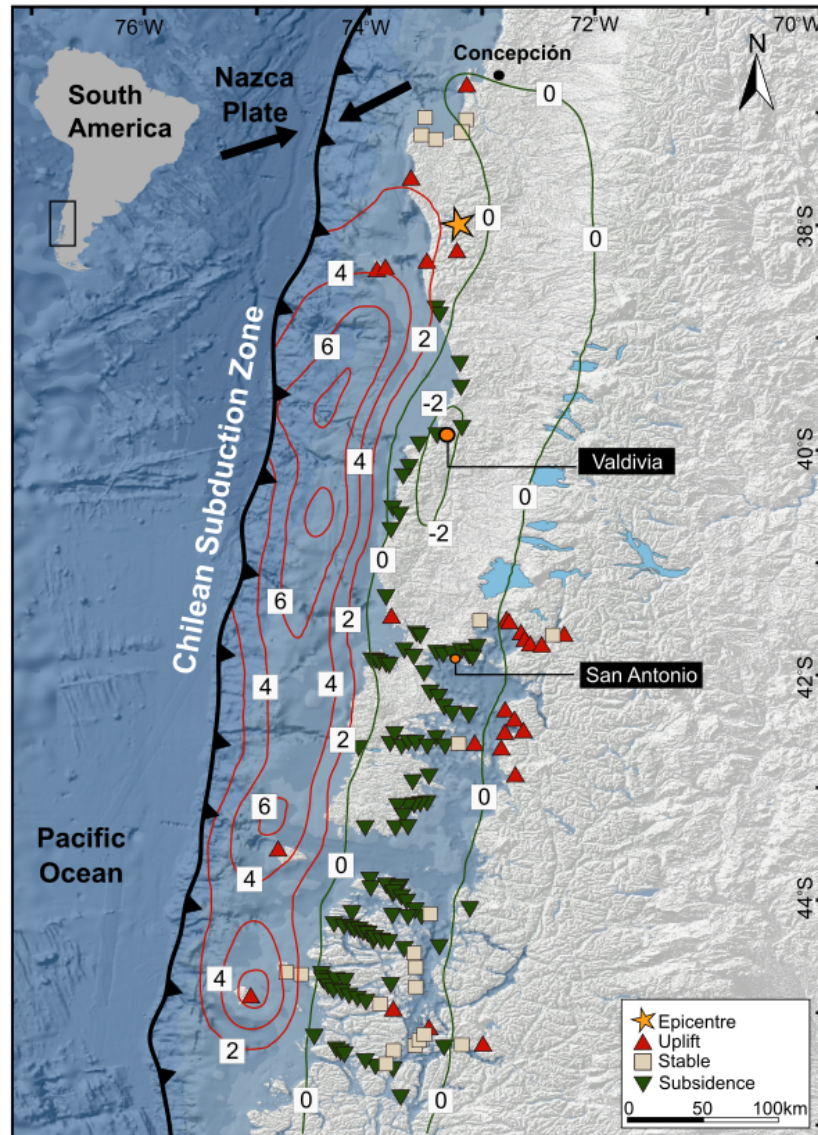 76°W
74°W
72°W
70°W
Concepción
N
Nazca
Plate
South
America
0
0
0
38°S
4
2
6
Chilean Subduction Zone
-2
40°S
4
Valdivia
0
-2
0
6
2
San Antonio
42°S
4
4
2
0
6
Pacific
Ocean
0
4
44°S
4
2
0
0
Epicentre
Uplift
Stable
Subsidence
0 50 100km